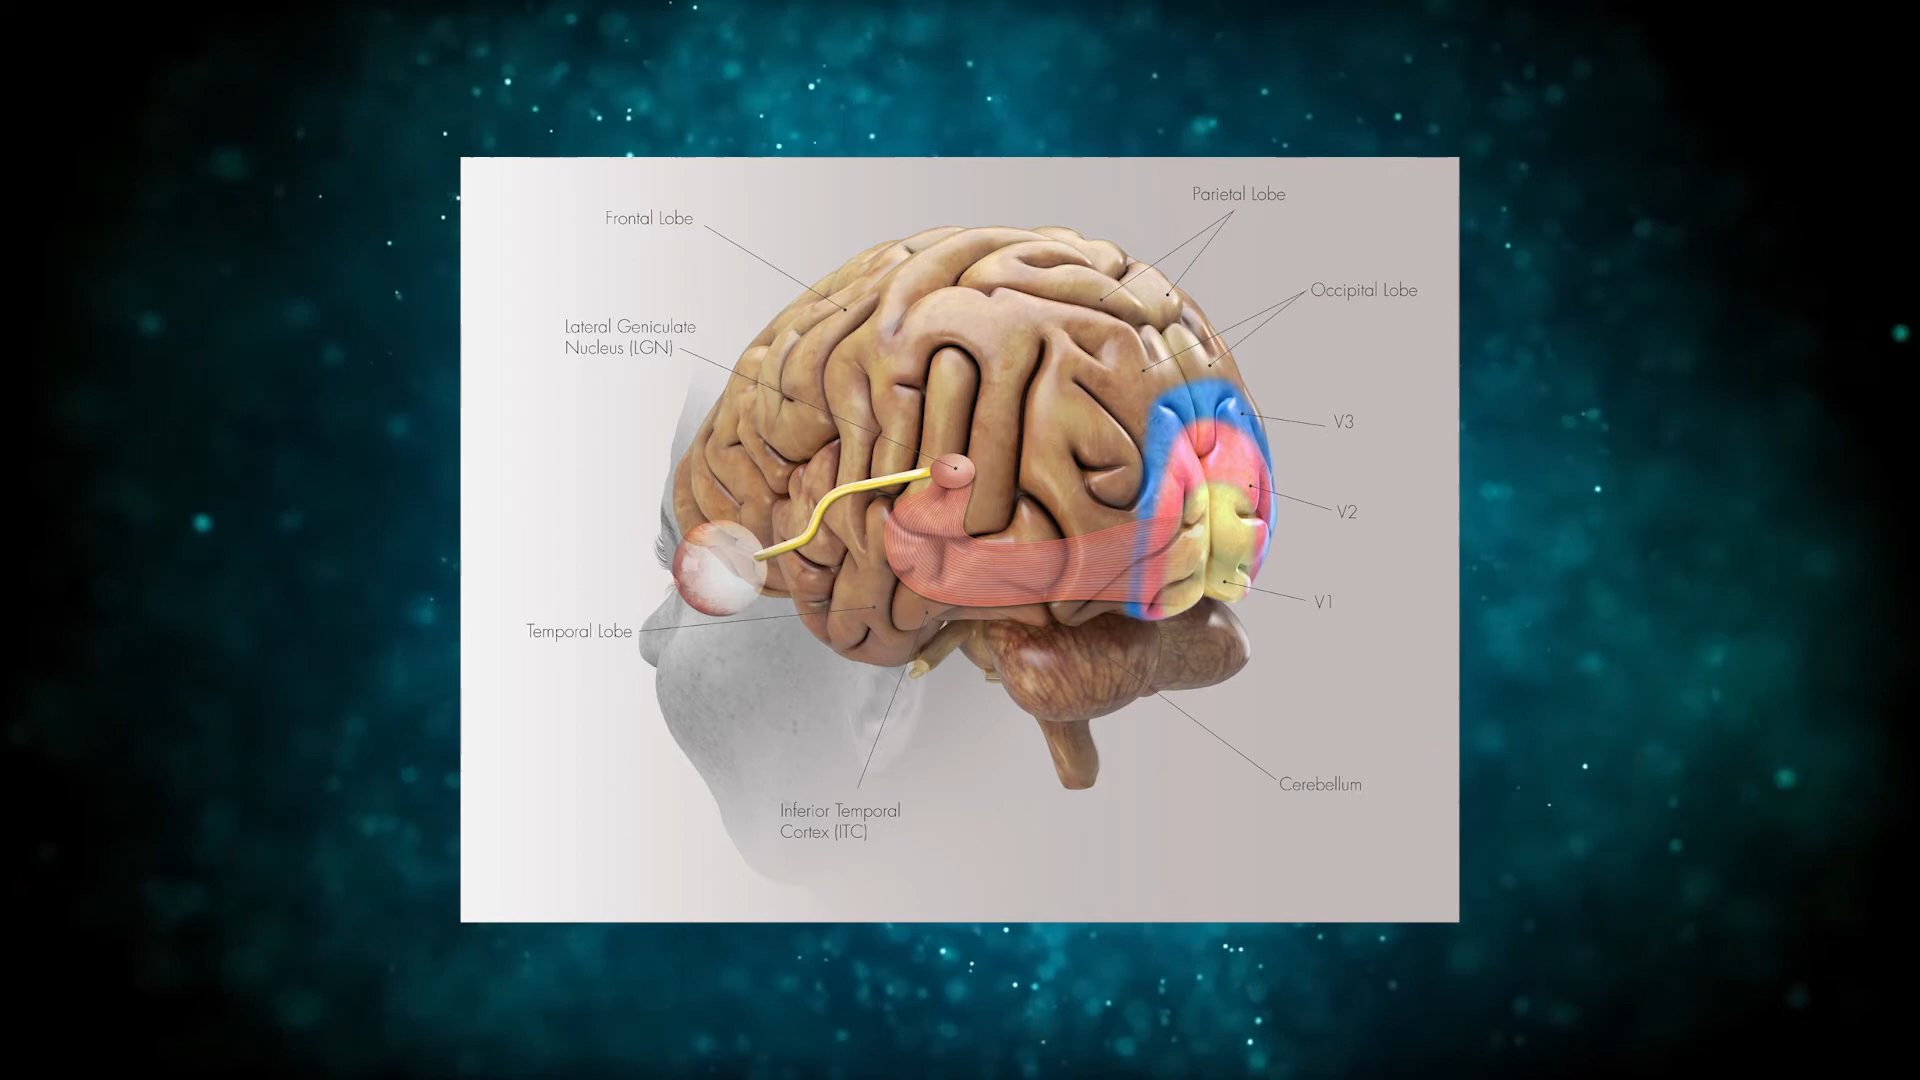 Parietal Lobe
Frontal Lobe
Occipital Lobe
Lateral Geniculate
Nucleus (LGN)
V3
V2
V1
Temporal Lobe
Cerebellum
Inferior Temporal
Cortex (ITC)